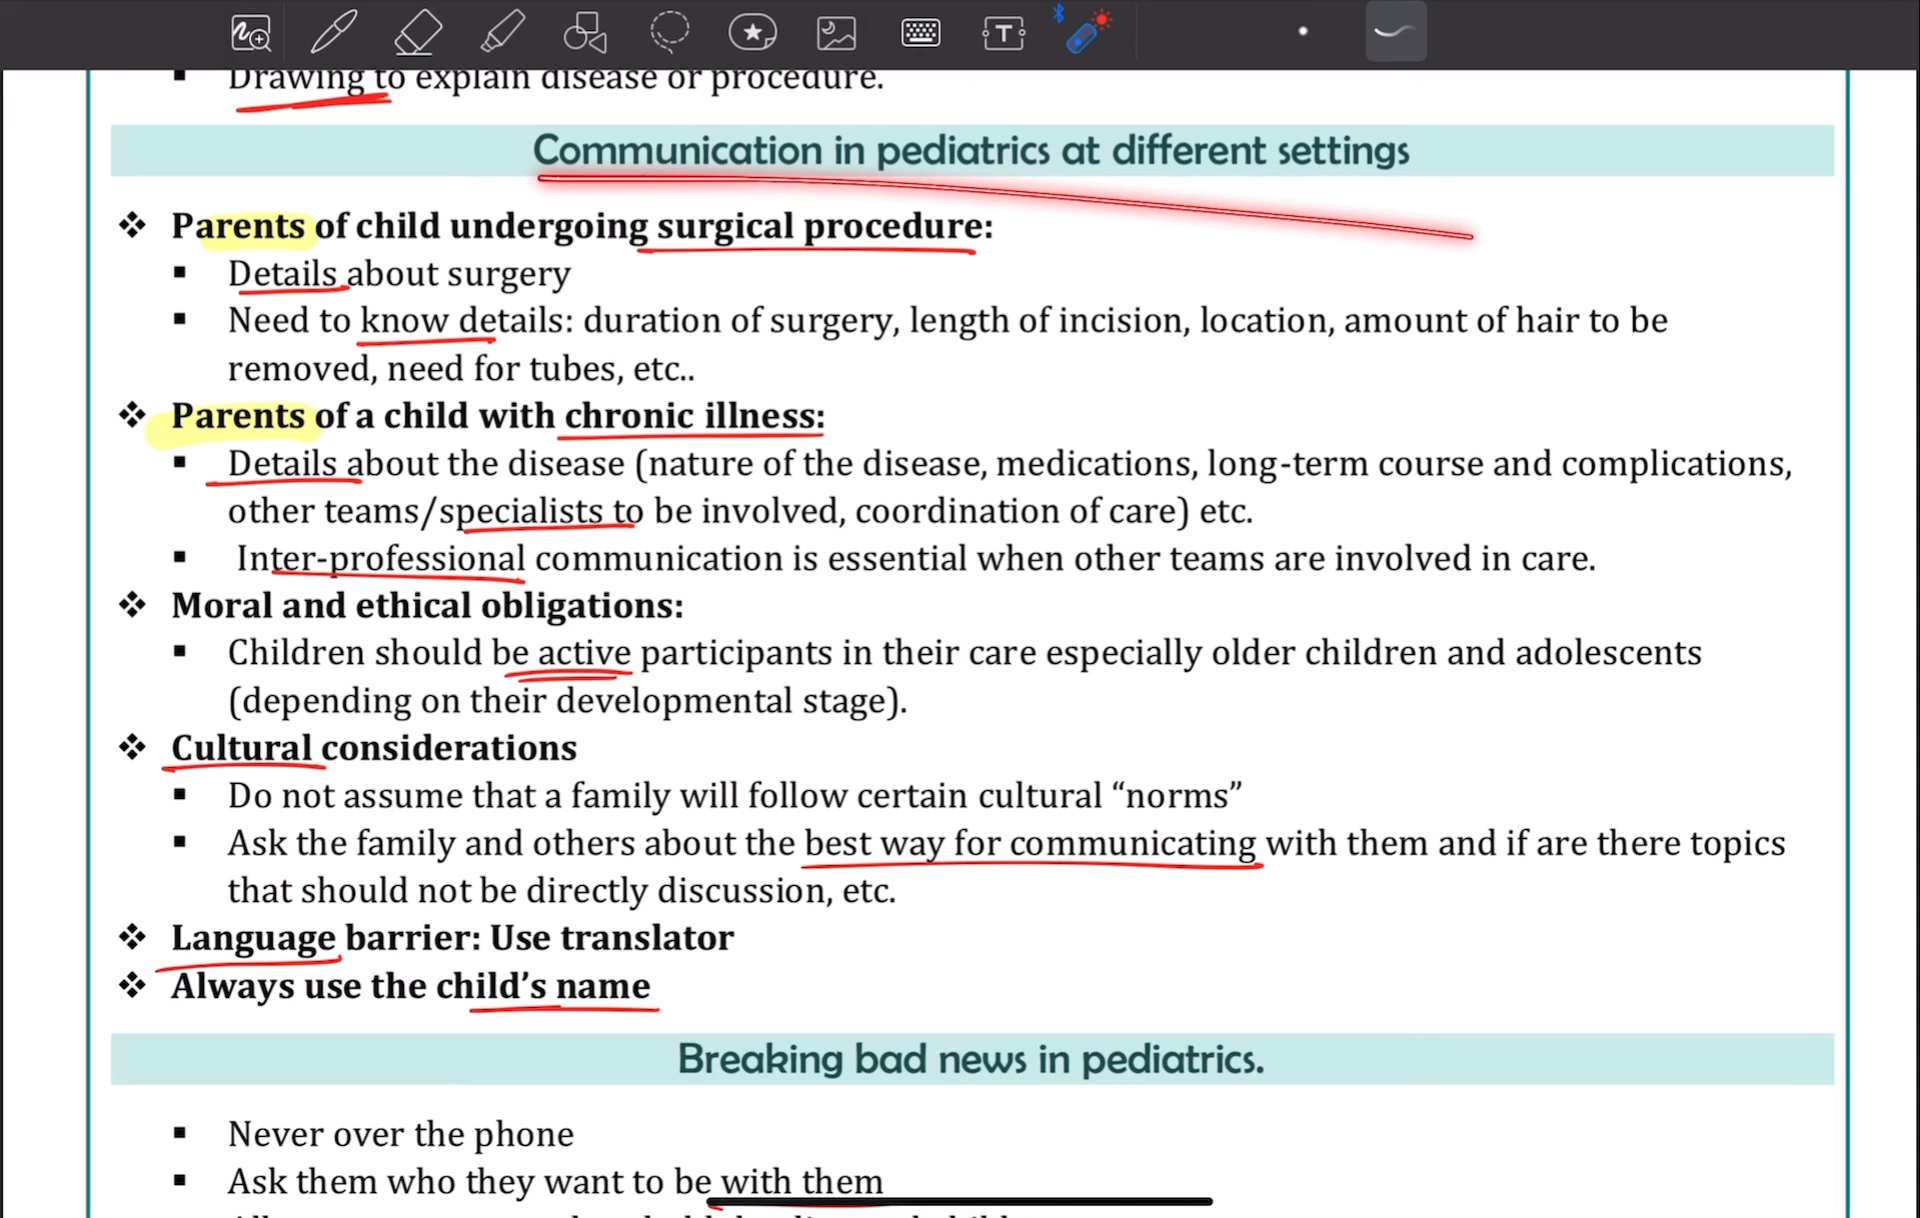 Drawing to explain disease or procedure.
Communication in pediatrics at different settings
❖ Parents of child undergoing surgical procedure:
▪ Details about surgery
▪ Need to know details: duration of surgery, length of incision, location, amount of hair to be
removed, need for tubes, etc..
❖ Parents of a child with chronic illness:
▪ Details about the disease (nature of the disease, medications, long-term course and complications,
other teams/specialists to be involved, coordination of care) etc.
▪ Inter-professional communication is essential when other teams are involved in care.
❖ Moral and ethical obligations:
▪ Children should be active participants in their care especially older children and adolescents
(depending on their developmental stage).
❖ Cultural considerations
▪ Do not assume that a family will follow certain cultural “norms”
▪ Ask the family and others about the best way for communicating with them and if are there topics
that should not be directly discussion, etc.
❖ Language barrier: Use translator
❖ Always use the child’s name
Breaking bad news in pediatrics.
▪ Never over the phone
▪ Ask them who they want to be with them